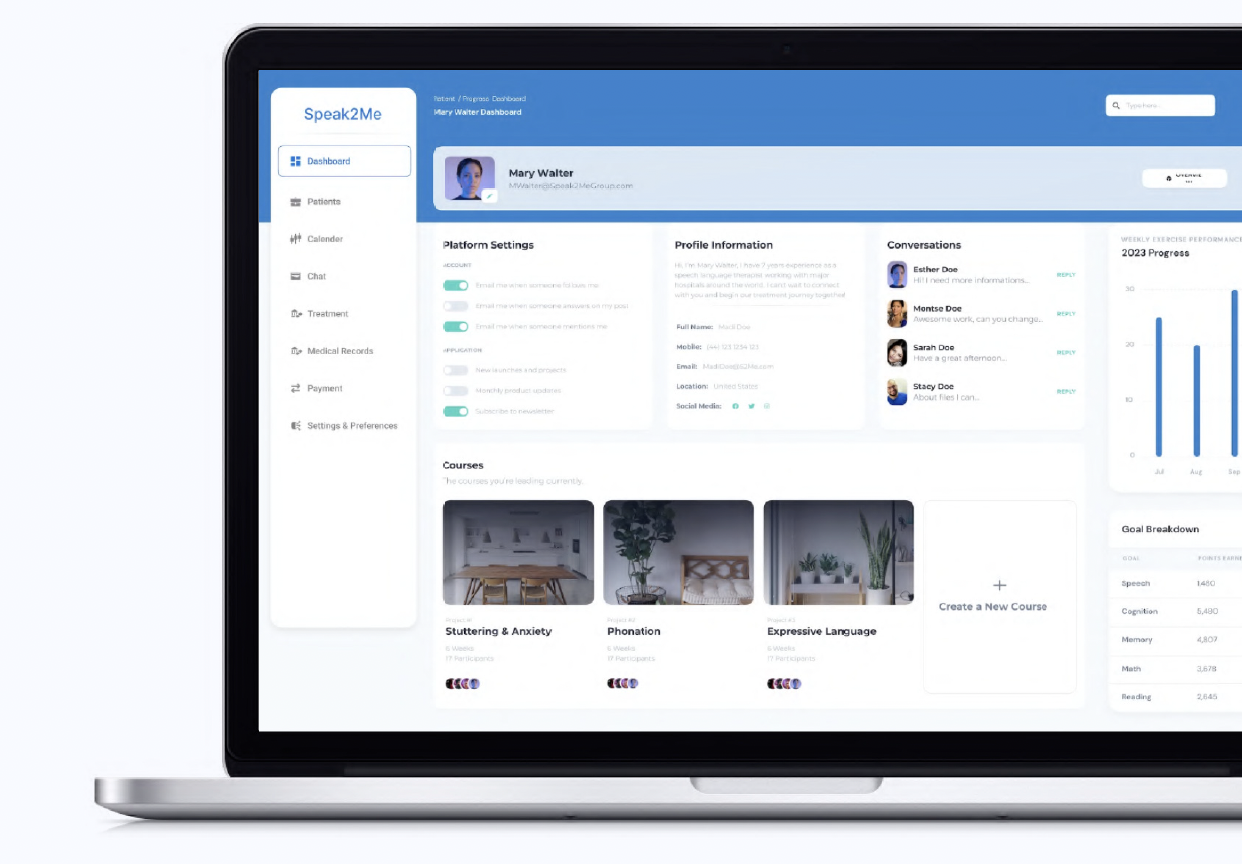 Speak2Me
Dashboard
Patients
Calender
Chat
Treatment
Medical Records
Payment
Settings & Preferences
Patient / Progress Dashboard
Mary Walter Dashboard
Type here...
Mary Walter
MWalter@Speak2MeGroup.com
Platform Settings
ACCOUNT
Email me when someone follows me
Email me when someone answers on my post
Email me when someone mentions me
APPLICATION
New launches and projects
Monthly product updates
Subscribe to newsletter
Profile Information
Hi, I'm Mary Walter, I have 7 years experience as a
speech language therapist working with major
hospitals around the world. I can't wait to connect
with you and begin our treatment journey together!
Full Name: Madi Doe
Mobile: (44) 123 1234 123
Email: MadiDoe@S2Me.com
Location: United States
Social Media:
Conversations
Esther Doe
Hi! I need more informations...
REPLY
Montse Doe
Awesome work, can you change...
REPLY
Sarah Doe
Have a great afternoon...
REPLY
Stacy Doe
About files I can...
REPLY
WEEKLY EXERCISE PERFORMANCE
2023 Progress
30
20
10
0
Jul Aug Sep
Courses
The courses you're leading currently...
Project #1
Stuttering & Anxiety
6 Weeks
17 Participants
Project #2
Phonation
6 Weeks
17 Participants
Project #3
Expressive Language
6 Weeks
17 Participants
+
Create a New Course
Goal Breakdown
GOAL POINTS EARNE
Speech 1,480
Cognition 5,480
Memory 4,807
Math 3,678
Reading 2,645